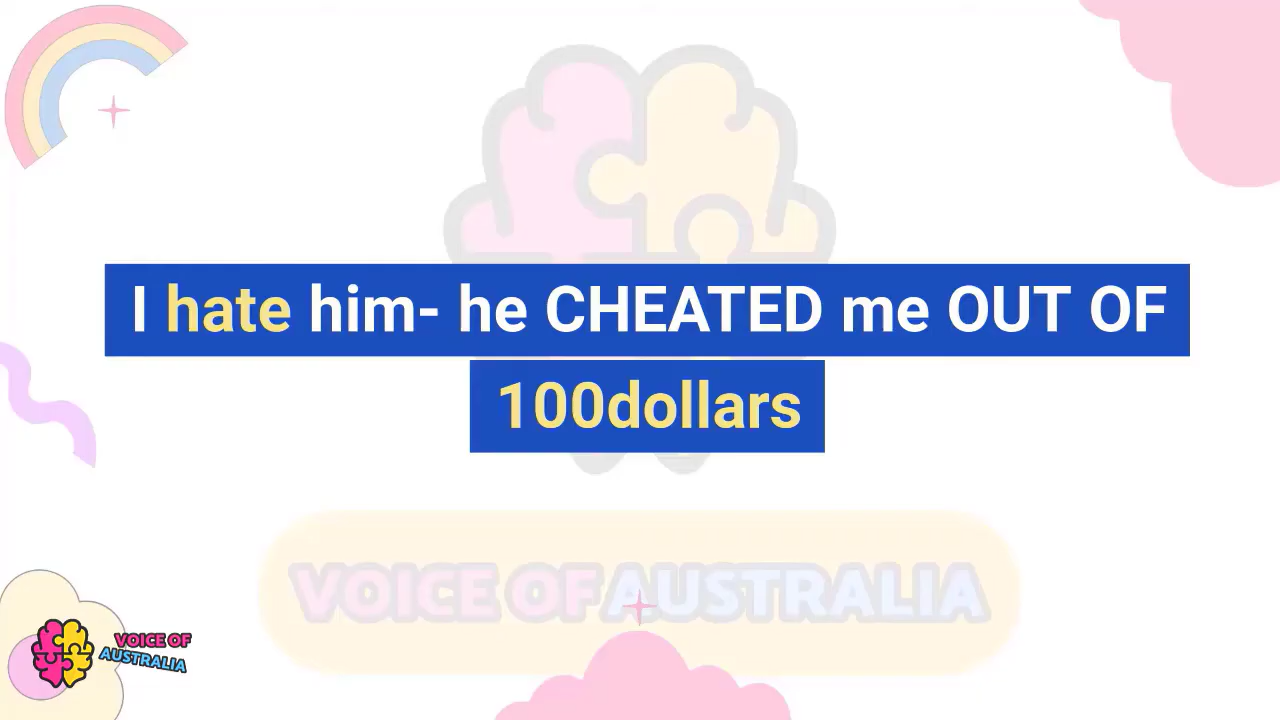 I hate him- he CHEATED me OUT OF
100dollars
VOICE OF AUSTRALIA
VOICE OF
AUSTRALIA